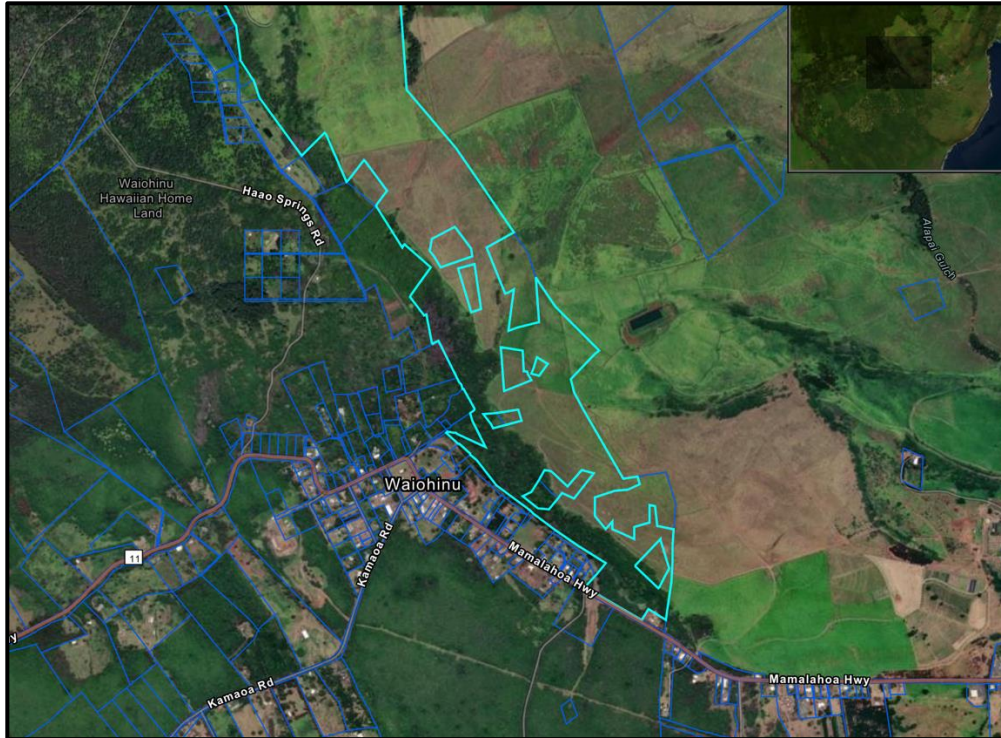 Waiohinu
Hawaiian Home
Land
Haao Springs Rd
Alapai Gulch
Waiohinu
11
Kamaoa Rd
Mamalahoa Hwy
wy
Kamaoa Rd
Mamalahoa Hwy